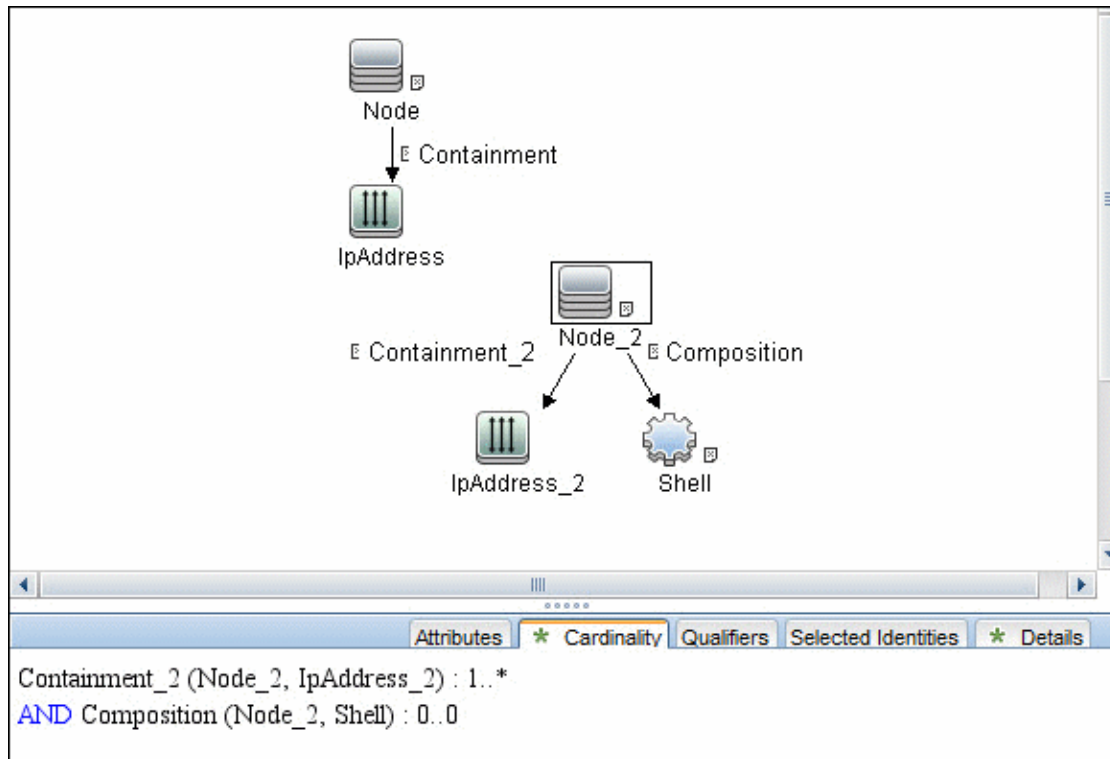 Node
Containment
IpAddress
Node_2
Containment_2
Composition
IpAddress_2
Shell
Attributes
* Cardinality
Qualifiers
Selected Identities
* Details
Containment_2 (Node_2, IpAddress_2) : 1..*
AND Composition (Node_2, Shell) : 0..0